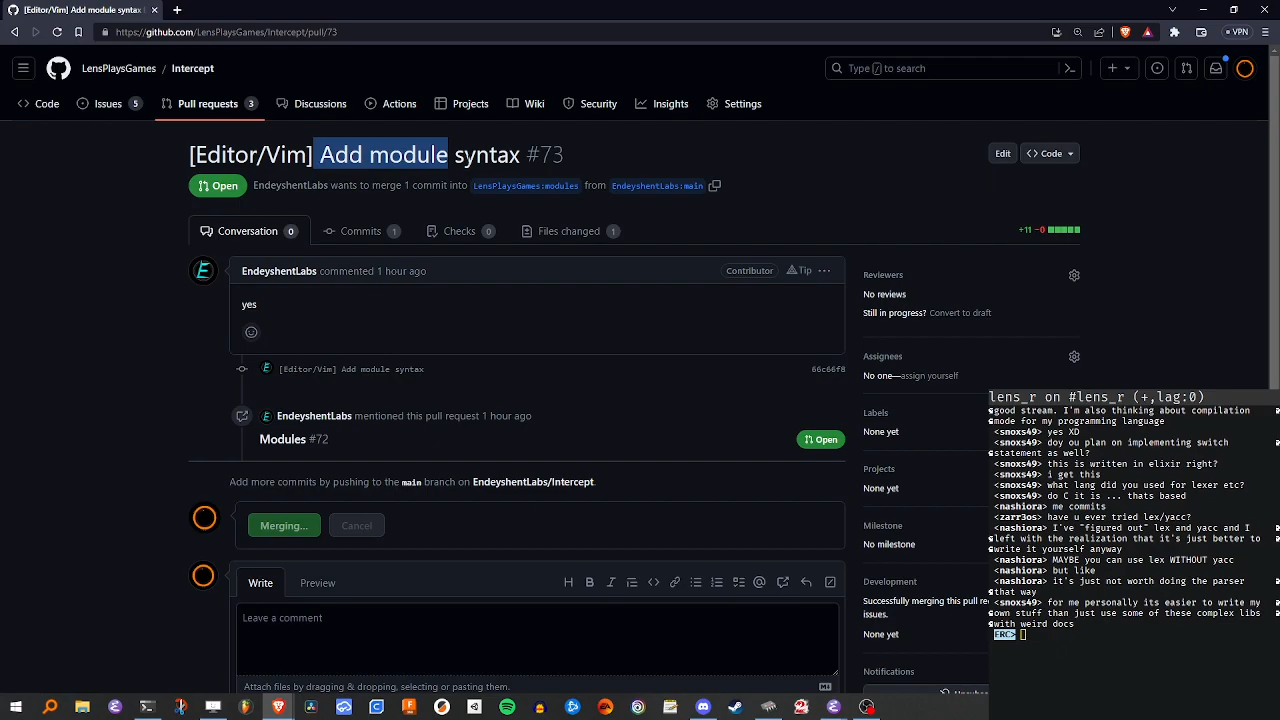 [Editor/Vim] Add module syntax (
https://github.com/LensPlaysGames/Intercept/pull/73
VPN
LensPlaysGames / Intercept
Type / to search
Code
Issues 5
Pull requests 3
Discussions
Actions
Projects
Wiki
Security
Insights
Settings
[Editor/Vim] Add module syntax #73
Edit
<> Code
Open
EndeyshentLabs wants to merge 1 commit into LensPlaysGames:modules from EndeyshentLabs:main
Conversation 0
Commits 1
Checks 0
Files changed 1
+11 −0
EndeyshentLabs commented 1 hour ago
Contributor
Tip
yes
[Editor/Vim] Add module syntax
66c66f8
EndeyshentLabs mentioned this pull request 1 hour ago
Modules #72
Open
Add more commits by pushing to the main branch on EndeyshentLabs/Intercept.
Merging...
Cancel
Write
Preview
Leave a comment
Attach files by dragging & dropping, selecting or pasting them.
Reviewers
No reviews
Still in progress? Convert to draft
Assignees
No one—assign yourself
Labels
None yet
Projects
None yet
Milestone
No milestone
Development
Successfully merging this pull re
issues.
None yet
Notifications
lens_r on #lens_r (+,lag:0)
good stream. I'm also thinking about compilation
mode for my programming language
<snoxs49> yes XD
<snoxs49> doy ou plan on implementing switch
statement as well?
<snoxs49> this is written in elixir right?
<snoxs49> i get this
<snoxs49> what lang did you used for lexer etc?
<snoxs49> do C it is ... thats based
<nashiora> me commits
<zarr3os> have u ever tried lex/yacc?
<nashiora> I've "figured out" lex and yacc and I
left with the realization that it's just better to
write it yourself anyway
<nashiora> MAYBE you can use lex WITHOUT yacc
<nashiora> but like
<nashiora> it's just not worth doing the parser
that way
<snoxs49> for me personally its easier to write my
own stuff than just use some of these complex libs
with weird docs
ERC>